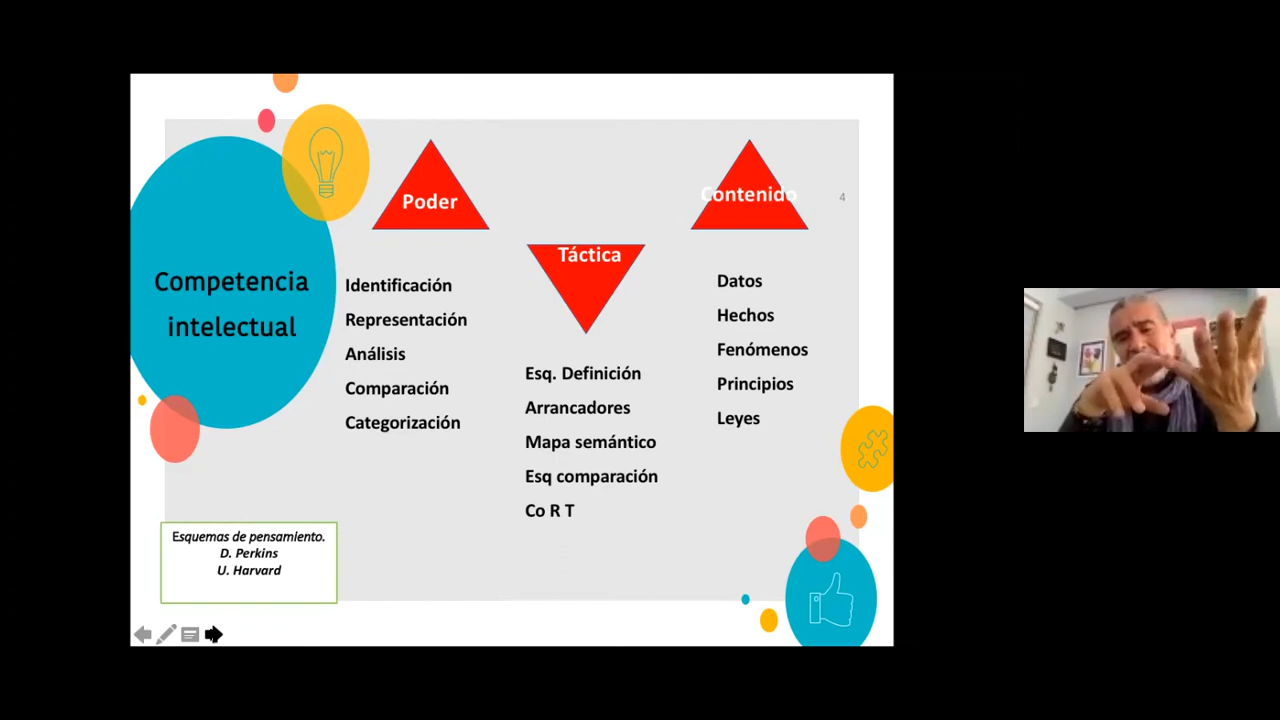 Competencia
intelectual
Poder
Identificación
Representación
Análisis
Comparación
Categorización
Táctica
Esq. Definición
Arrancadores
Mapa semántico
Esq comparación
Co R T
Contenido
Datos
Hechos
Fenómenos
Principios
Leyes
4
Esquemas de pensamiento.
D. Perkins
U. Harvard